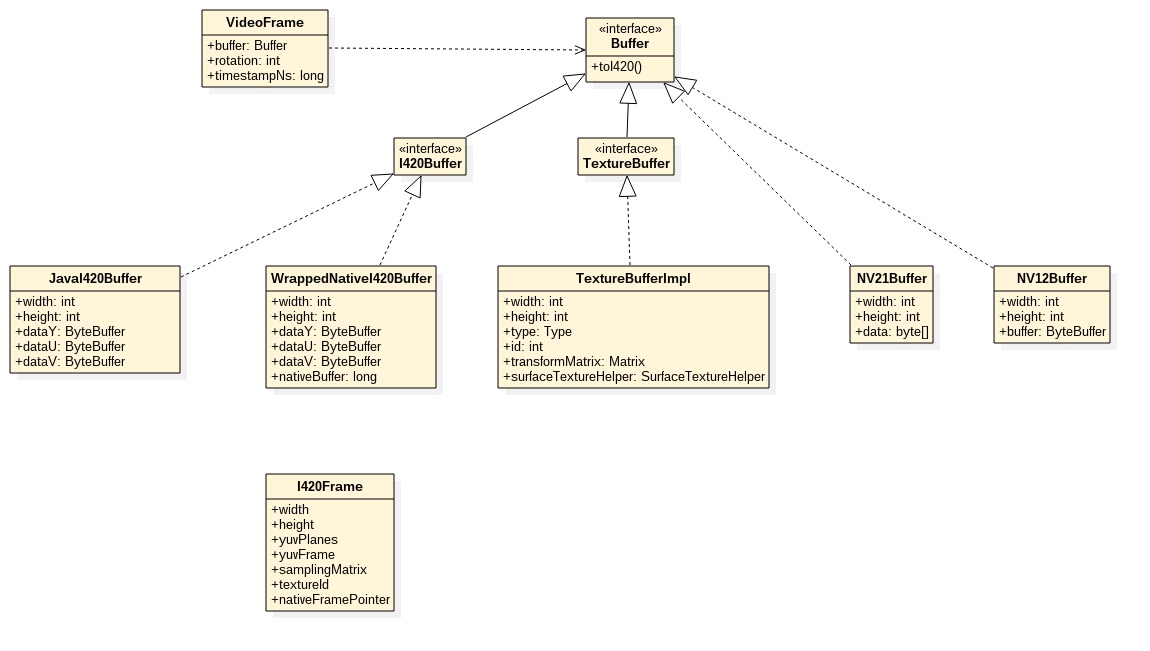 VideoFrame
+buffer: Buffer
+rotation: int
+timestampNs: long
«interface»
Buffer
+toI420()
«interface»
I420Buffer
«interface»
TextureBuffer
JavaI420Buffer
+width: int
+height: int
+dataY: ByteBuffer
+dataU: ByteBuffer
+dataV: ByteBuffer
WrappedNativeI420Buffer
+width: int
+height: int
+dataY: ByteBuffer
+dataU: ByteBuffer
+dataV: ByteBuffer
+nativeBuffer: long
TextureBufferImpl
+width: int
+height: int
+type: Type
+id: int
+transformMatrix: Matrix
+surfaceTextureHelper: SurfaceTextureHelper
NV21Buffer
+width: int
+height: int
+data: byte[]
NV12Buffer
+width: int
+height: int
+buffer: ByteBuffer
I420Frame
+width
+height
+yuvPlanes
+yuvFrame
+samplingMatrix
+textureId
+nativeFramePointer